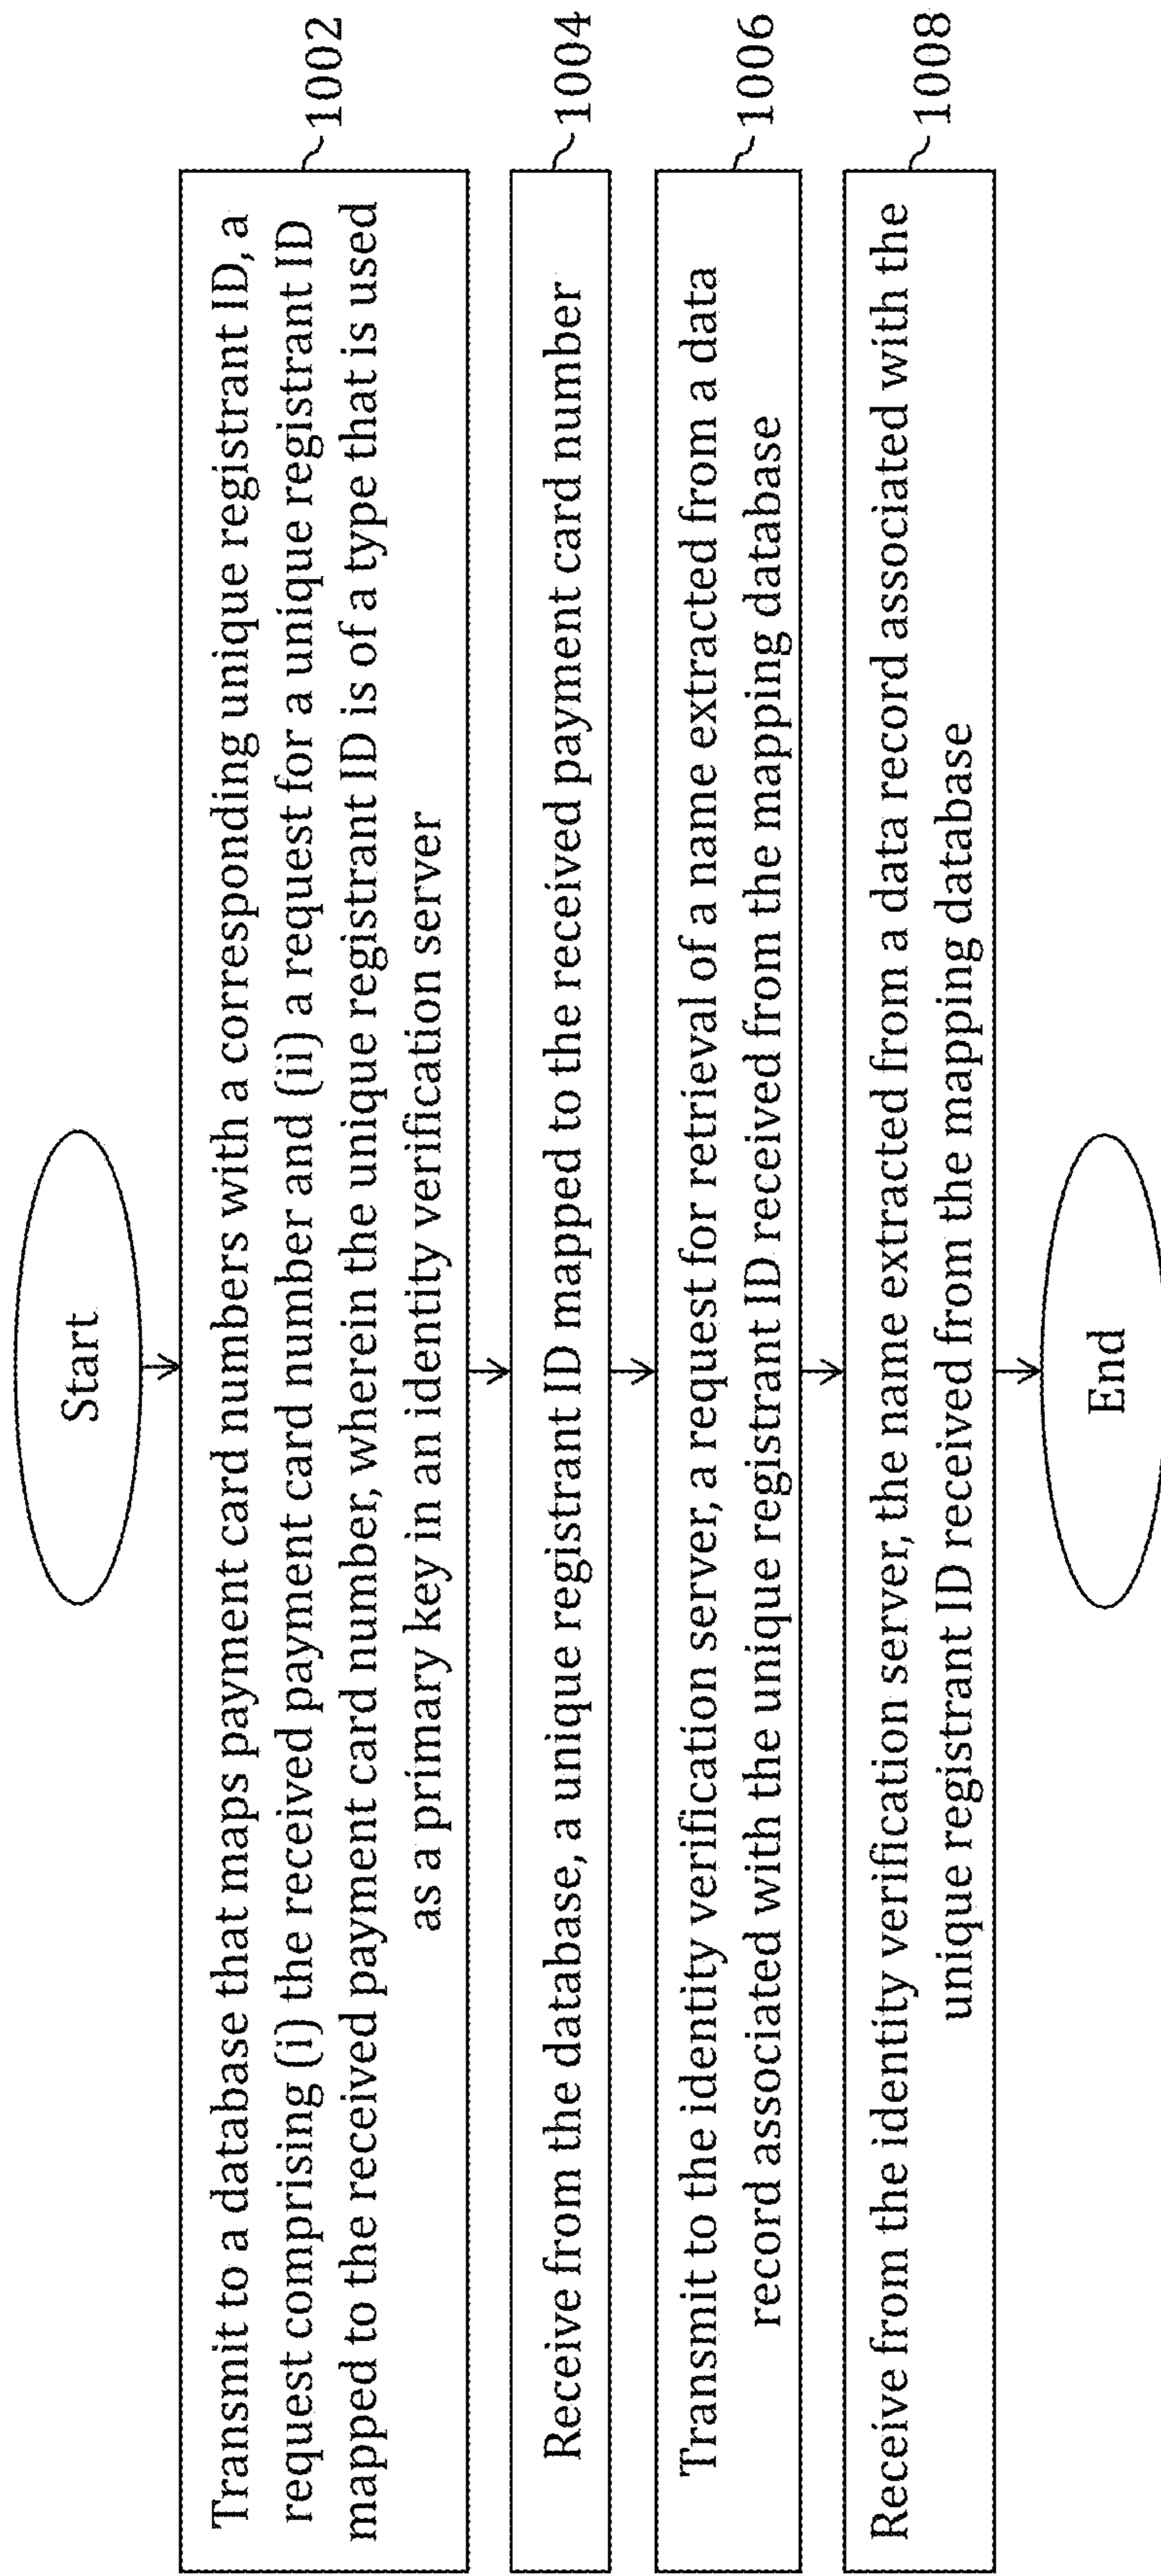 Start
Transmit to a database that maps payment card numbers with a corresponding unique registrant ID, a
request comprising (i) the received payment card number and (ii) a request for a unique registrant ID
mapped to the received payment card number, wherein the unique registrant ID is of a type that is used
as a primary key in an identity verification server
1002
Receive from the database, a unique registrant ID mapped to the received payment card number
1004
Transmit to the identity verification server, a request for retrieval of a name extracted from a data
record associated with the unique registrant ID received from the mapping database
1006
Receive from the identity verification server, the name extracted from a data record associated with the
unique registrant ID received from the mapping database
1008
End